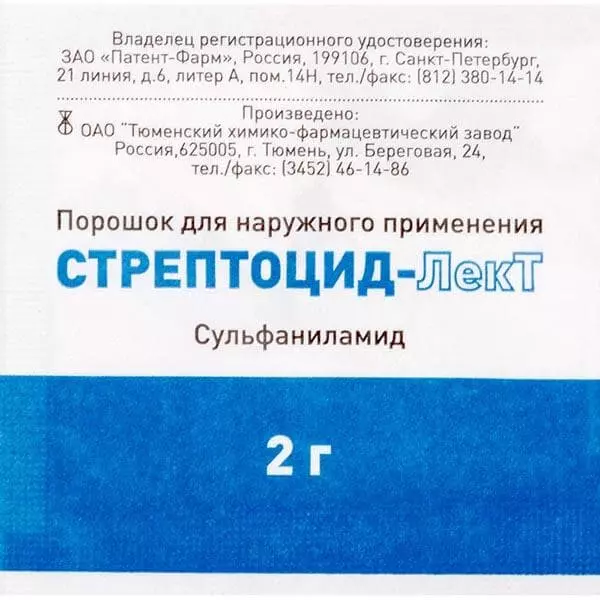 Владелец регистрационного удостоверения:
ЗАО «Патент-Фарм», Россия, 199106, г. Санкт-Петербург,
21 линия, д.6, литер А, пом.14Н, тел./факс: (812) 380-14-14
Произведено:
ОАО "Тюменский химико-фармацевтический завод"
Россия,625005, г. Тюмень, ул. Береговая, 24,
тел./факс: (3452) 46-14-86
Порошок для наружного применения
СТРЕПТОЦИД-ЛекТ
Сульфаниламид
2 г